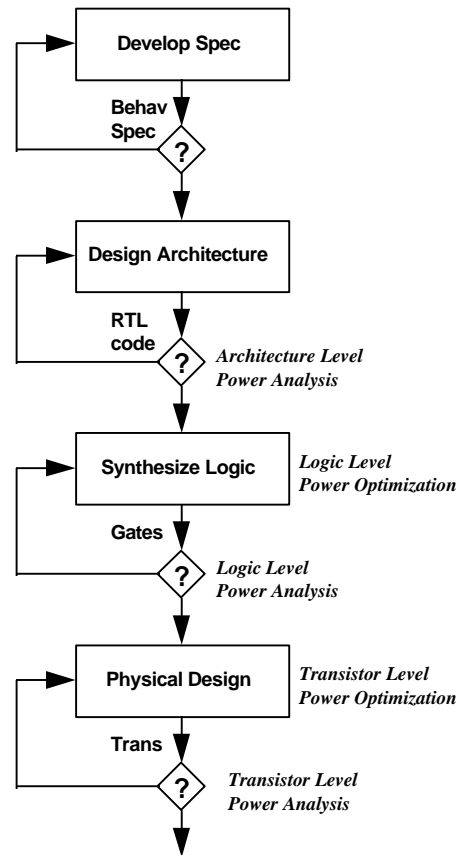 Develop Spec
Behav
Spec
?
Design Architecture
RTL
code
?
Architecture Level
Power Analysis
Synthesize Logic
Logic Level
Power Optimization
Gates
?
Logic Level
Power Analysis
Physical Design
Transistor Level
Power Optimization
Trans
?
Transistor Level
Power Analysis